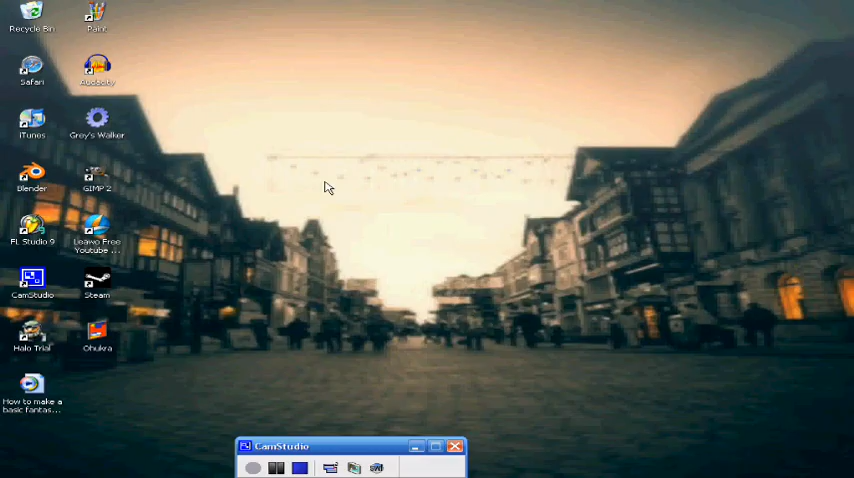 Recycle Bin
Paint
Safari
Audacity
iTunes
Grey's Walker
Blender
GIMP 2
FL Studio 9
Leawo Free
Youtube ...
CamStudio
Steam
Halo Trial
Ohukra
How to make a
basic fantas...
CamStudio